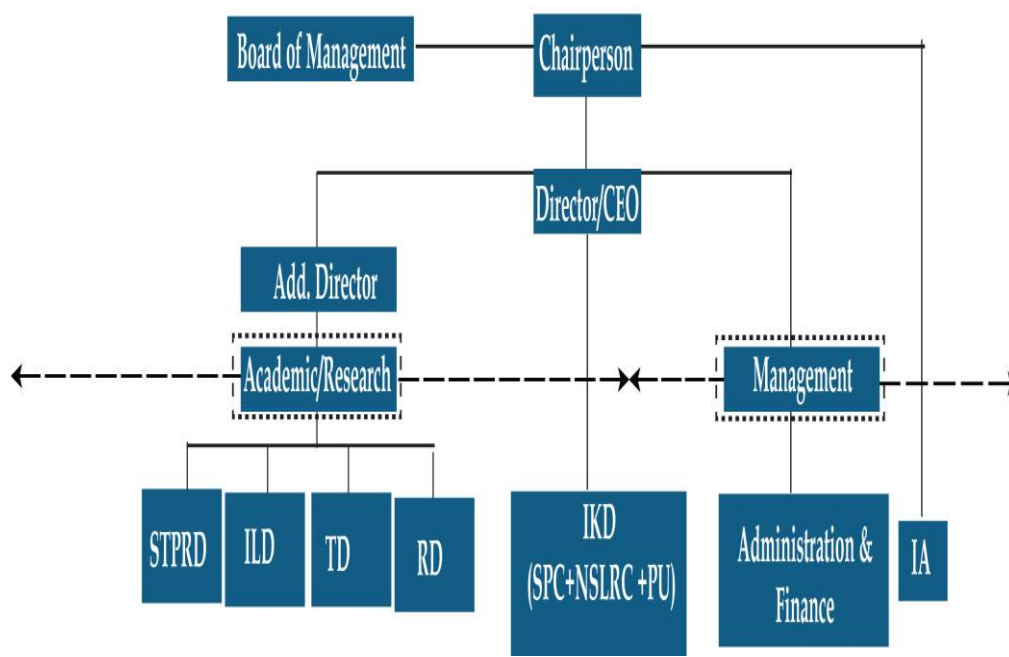 Board of Management
Chairperson
Director/CEO
Add. Director
Academic/Research
Management
STPRD
ILD
TD
RD
IKD
(SPC+NSLRC +PU)
Administration &
Finance
IA